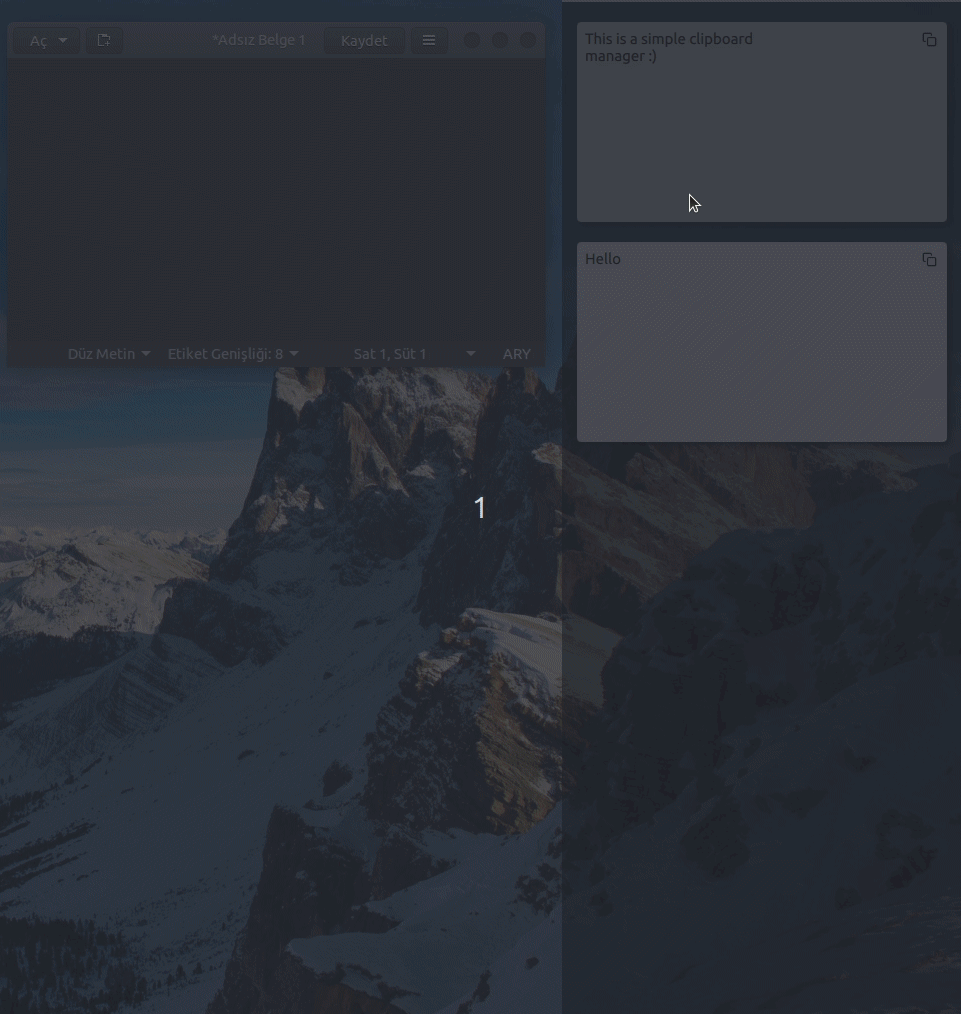 Aç
*Adsız Belge 1
Kaydet
Düz Metin
Etiket Genişliği: 8
Sat 1, Süt 1
ARY
This is a simple clipboard
manager :)
Hello
1